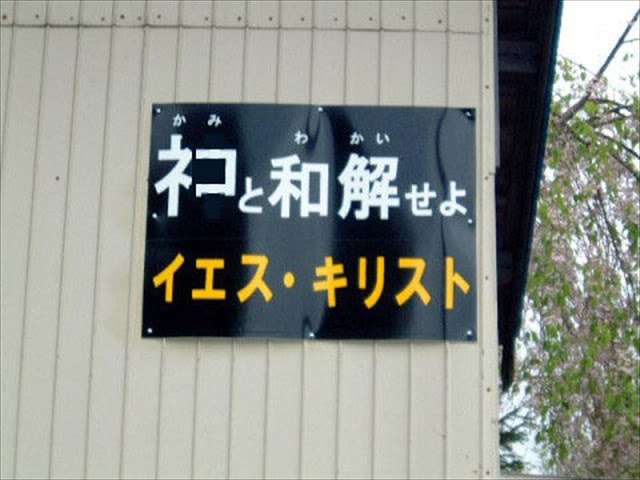 かみ わかい
ネコと和解せよ
イエス・キリスト